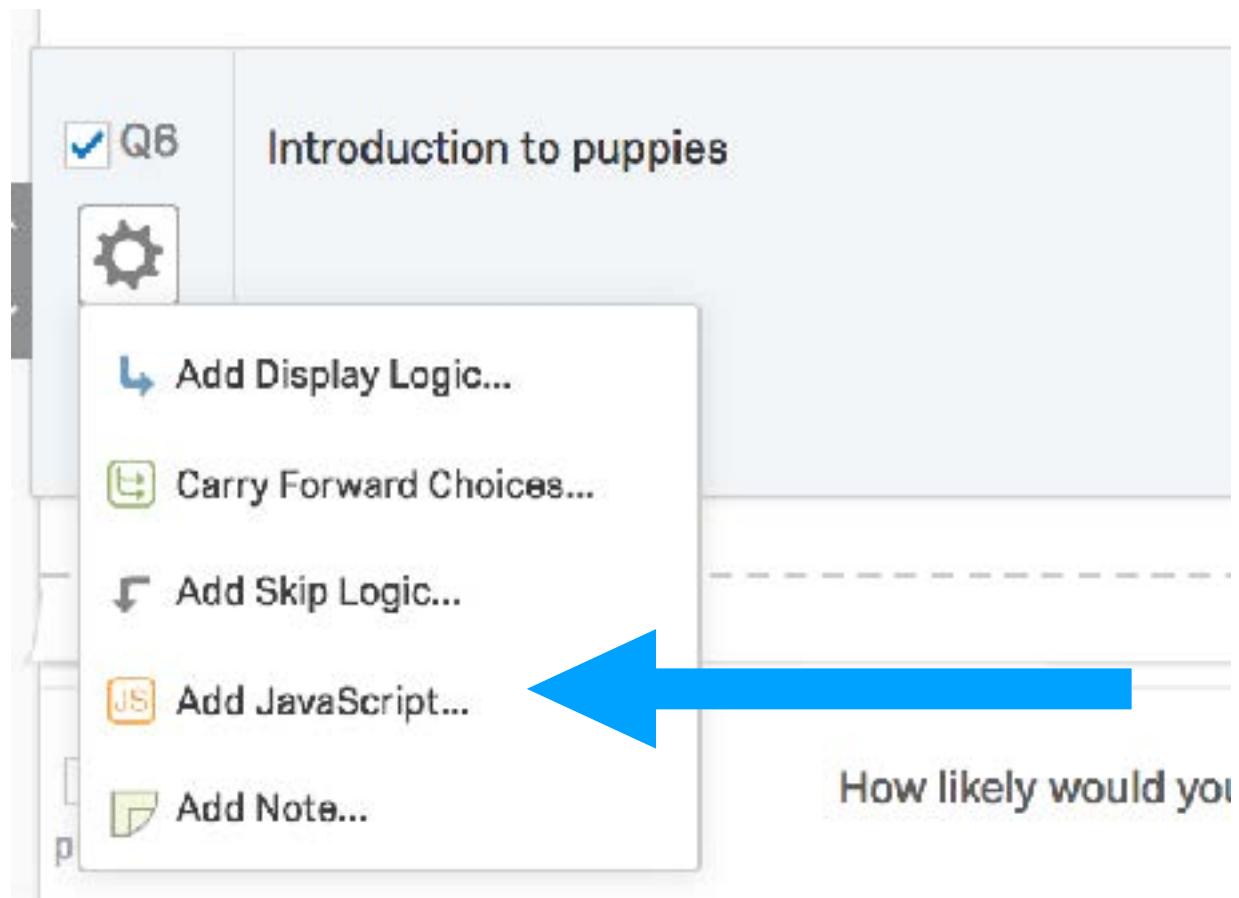 Q6
Introduction to puppies
Add Display Logic...
Carry Forward Choices...
Add Skip Logic...
JS Add JavaScript...
Add Note...
How likely would you
p